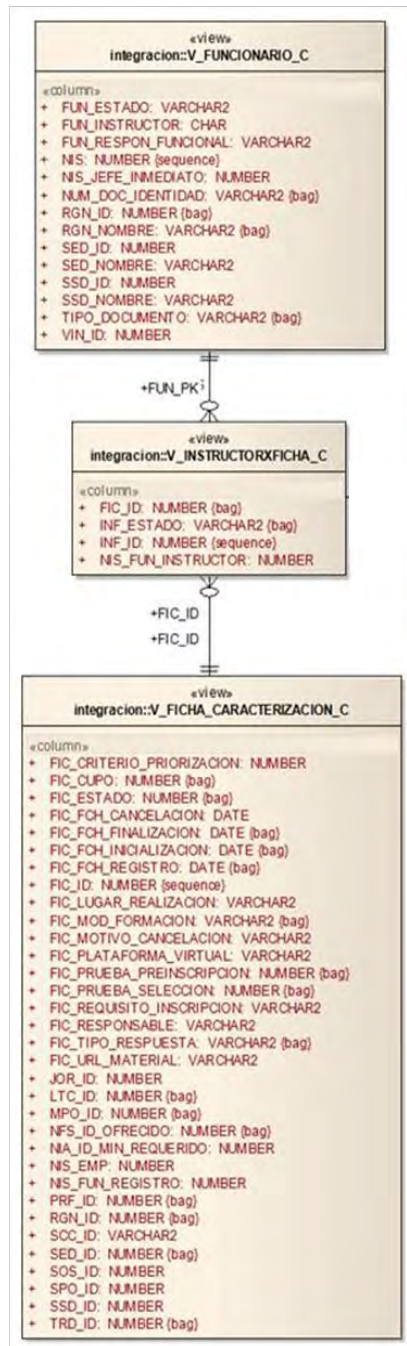 «view»
integracion::V_FUNCIONARIO_C
«column»
+ FUN_ESTADO: VARCHAR2
+ FUN_INSTRUCTOR: CHAR
+ FUN_RESPON_FUNCIONAL: VARCHAR2
+ NIS: NUMBER {sequence}
+ NIS_JEFE_INMEDIATO: NUMBER
+ NUM_DOC_IDENTIDAD: VARCHAR2 {bag}
+ RGN_ID: NUMBER {bag}
+ RGN_NOMBRE: VARCHAR2 {bag}
+ SED_ID: NUMBER
+ SED_NOMBRE: VARCHAR2
+ SSD_ID: NUMBER
+ SSD_NOMBRE: VARCHAR2
+ TIPO_DOCUMENTO: VARCHAR2 {bag}
+ VIN_ID: NUMBER
+FUN_PK
«view»
integracion::V_INSTRUCTORXFICHA_C
«column»
+ FIC_ID: NUMBER {bag}
+ INF_ESTADO: VARCHAR2 {bag}
+ INF_ID: NUMBER {sequence}
+ NIS_FUN_INSTRUCTOR: NUMBER
+FIC_ID
+FIC_ID
«view»
integracion::V_FICHA_CARACTERIZACION_C
«column»
+ FIC_CRITERIO_PRIORIZACION: NUMBER
+ FIC_CUPO: NUMBER {bag}
+ FIC_ESTADO: NUMBER {bag}
+ FIC_FCH_CANCELACION: DATE
+ FIC_FCH_FINALIZACION: DATE {bag}
+ FIC_FCH_INICIALIZACION: DATE {bag}
+ FIC_FCH_REGISTRO: DATE {bag}
+ FIC_ID: NUMBER {sequence}
+ FIC_LUGAR_REALIZACION: VARCHAR2
+ FIC_MOD_FORMACION: VARCHAR2 {bag}
+ FIC_MOTIVO_CANCELACION: VARCHAR2
+ FIC_PLATAFORMA_VIRTUAL: VARCHAR2
+ FIC_PRUEBA_PREINSCRIPCION: NUMBER {bag}
+ FIC_PRUEBA_SELECCION: NUMBER {bag}
+ FIC_REQUISITO_INSCRIPCION: VARCHAR2
+ FIC_RESPONSABLE: VARCHAR2
+ FIC_TIPO_RESPUESTA: VARCHAR2 {bag}
+ FIC_URL_MATERIAL: VARCHAR2
+ JOR_ID: NUMBER
+ LTC_ID: NUMBER {bag}
+ MPO_ID: NUMBER {bag}
+ NFS_ID_OFRECIDO: NUMBER {bag}
+ NIA_ID_MIN_REQUERIDO: NUMBER
+ NIS_EMP: NUMBER
+ NIS_FUN_REGISTRO: NUMBER
+ PRF_ID: NUMBER {bag}
+ RGN_ID: NUMBER {bag}
+ SCC_ID: VARCHAR2
+ SED_ID: NUMBER {bag}
+ SOS_ID: NUMBER
+ SPO_ID: NUMBER
+ SSD_ID: NUMBER
+ TRD_ID: NUMBER {bag}